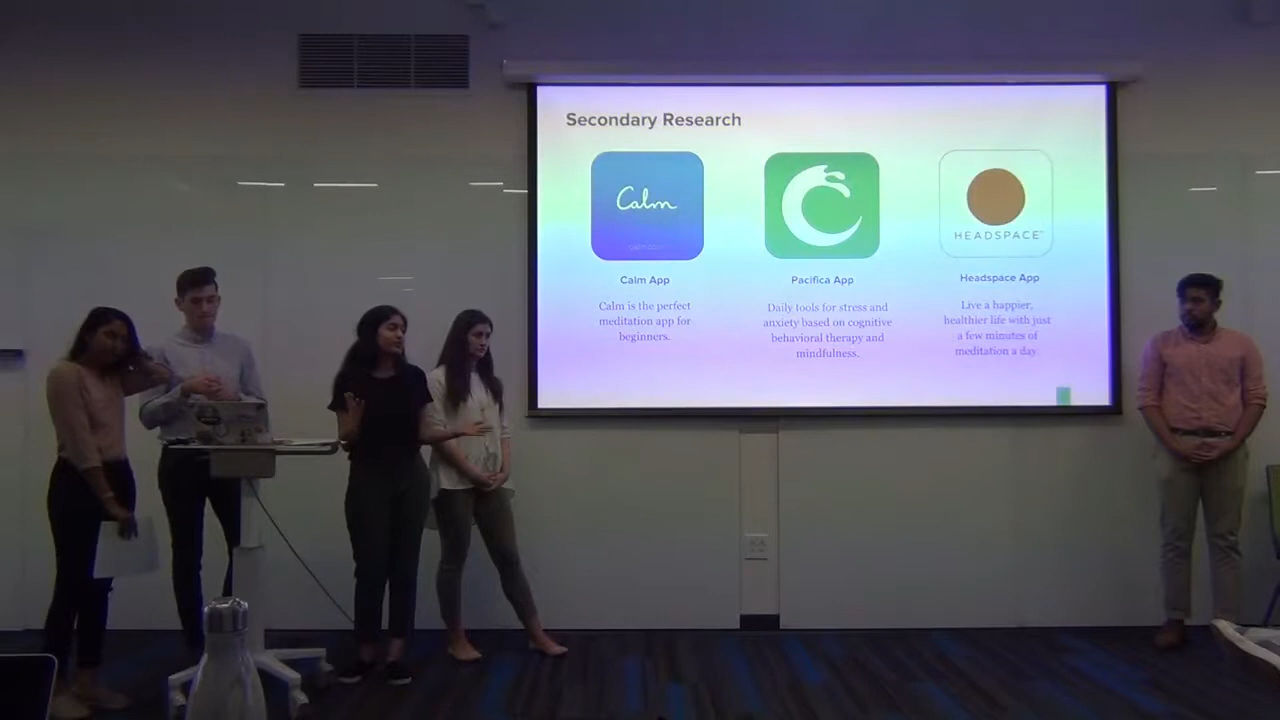 Secondary Research
Calm
calm.com
HEADSPACE
Calm App
Pacifica App
Headspace App
Calm is the perfect
meditation app for
beginners.
Daily tools for stress and
anxiety based on cognitive
behavioral therapy and
mindfulness.
Live a happier,
healthier life with just
a few minutes of
meditation a day.